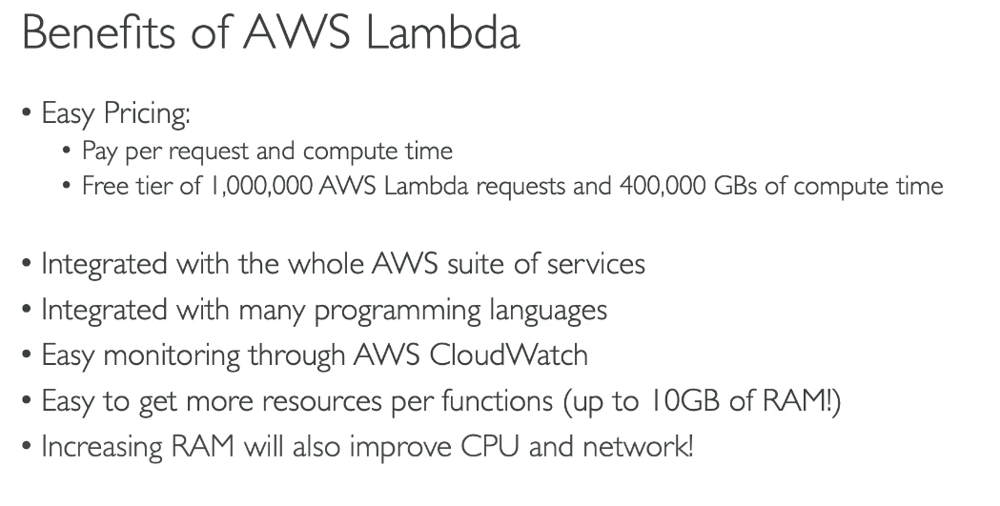 Benefits of AWS Lambda
• Easy Pricing:
• Pay per request and compute time
• Free tier of 1,000,000 AWS Lambda requests and 400,000 GBs of compute time
• Integrated with the whole AWS suite of services
• Integrated with many programming languages
• Easy monitoring through AWS CloudWatch
• Easy to get more resources per functions (up to 10GB of RAM!)
• Increasing RAM will also improve CPU and network!